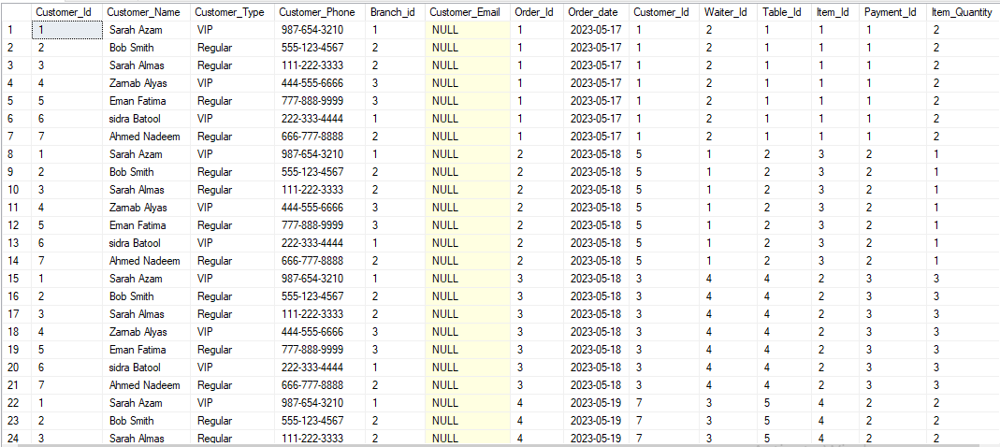 Customer_Id Customer_Name Customer_Type Customer_Phone Branch_id Customer_Email Order_Id Order_date Customer_Id Waiter_Id Table_Id Item_Id Payment_Id Item_Quantity
1 1 Sarah Azam VIP 987-654-3210 1 NULL 1 2023-05-17 1 2 1 1 1 2
2 2 Bob Smith Regular 555-123-4567 2 NULL 1 2023-05-17 1 2 1 1 1 2
3 3 Sarah Almas Regular 111-222-3333 2 NULL 1 2023-05-17 1 2 1 1 1 2
4 4 Zarnab Alyas VIP 444-555-6666 3 NULL 1 2023-05-17 1 2 1 1 1 2
5 5 Eman Fatima Regular 777-888-9999 3 NULL 1 2023-05-17 1 2 1 1 1 2
6 6 sidra Batool VIP 222-333-4444 1 NULL 1 2023-05-17 1 2 1 1 1 2
7 7 Ahmed Nadeem Regular 666-777-8888 2 NULL 1 2023-05-17 1 2 1 1 1 2
8 1 Sarah Azam VIP 987-654-3210 1 NULL 2 2023-05-18 5 1 2 3 2 1
9 2 Bob Smith Regular 555-123-4567 2 NULL 2 2023-05-18 5 1 2 3 2 1
10 3 Sarah Almas Regular 111-222-3333 2 NULL 2 2023-05-18 5 1 2 3 2 1
11 4 Zarnab Alyas VIP 444-555-6666 3 NULL 2 2023-05-18 5 1 2 3 2 1
12 5 Eman Fatima Regular 777-888-9999 3 NULL 2 2023-05-18 5 1 2 3 2 1
13 6 sidra Batool VIP 222-333-4444 1 NULL 2 2023-05-18 5 1 2 3 2 1
14 7 Ahmed Nadeem Regular 666-777-8888 2 NULL 2 2023-05-18 5 1 2 3 2 1
15 1 Sarah Azam VIP 987-654-3210 1 NULL 3 2023-05-18 3 4 4 2 3 3
16 2 Bob Smith Regular 555-123-4567 2 NULL 3 2023-05-18 3 4 4 2 3 3
17 3 Sarah Almas Regular 111-222-3333 2 NULL 3 2023-05-18 3 4 4 2 3 3
18 4 Zarnab Alyas VIP 444-555-6666 3 NULL 3 2023-05-18 3 4 4 2 3 3
19 5 Eman Fatima Regular 777-888-9999 3 NULL 3 2023-05-18 3 4 4 2 3 3
20 6 sidra Batool VIP 222-333-4444 1 NULL 3 2023-05-18 3 4 4 2 3 3
21 7 Ahmed Nadeem Regular 666-777-8888 2 NULL 3 2023-05-18 3 4 4 2 3 3
22 1 Sarah Azam VIP 987-654-3210 1 NULL 4 2023-05-19 7 3 5 4 2 2
23 2 Bob Smith Regular 555-123-4567 2 NULL 4 2023-05-19 7 3 5 4 2 2
24 3 Sarah Almas Regular 111-222-3333 2 NULL 4 2023-05-19 7 3 5 4 2 2